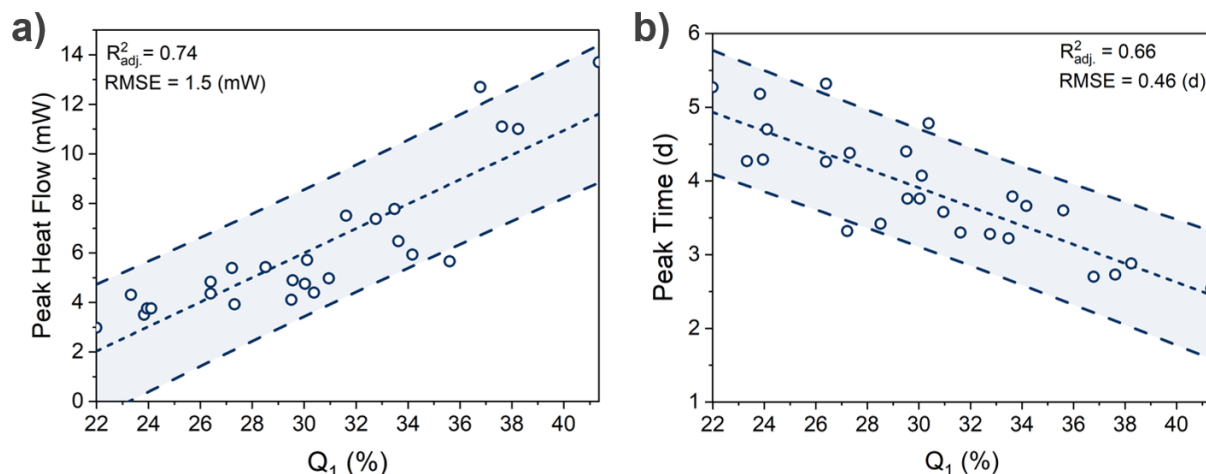 a)
R²adj. = 0.74
RMSE = 1.5 (mW)
Peak Heat Flow (mW)
14
12
10
8
6
4
2
0
22 24 26 28 30 32 34 36 38 40
Q₁ (%)
b)
R²adj. = 0.66
RMSE = 0.46 (d)
Peak Time (d)
6
5
4
3
2
1
22 24 26 28 30 32 34 36 38 40
Q₁ (%)